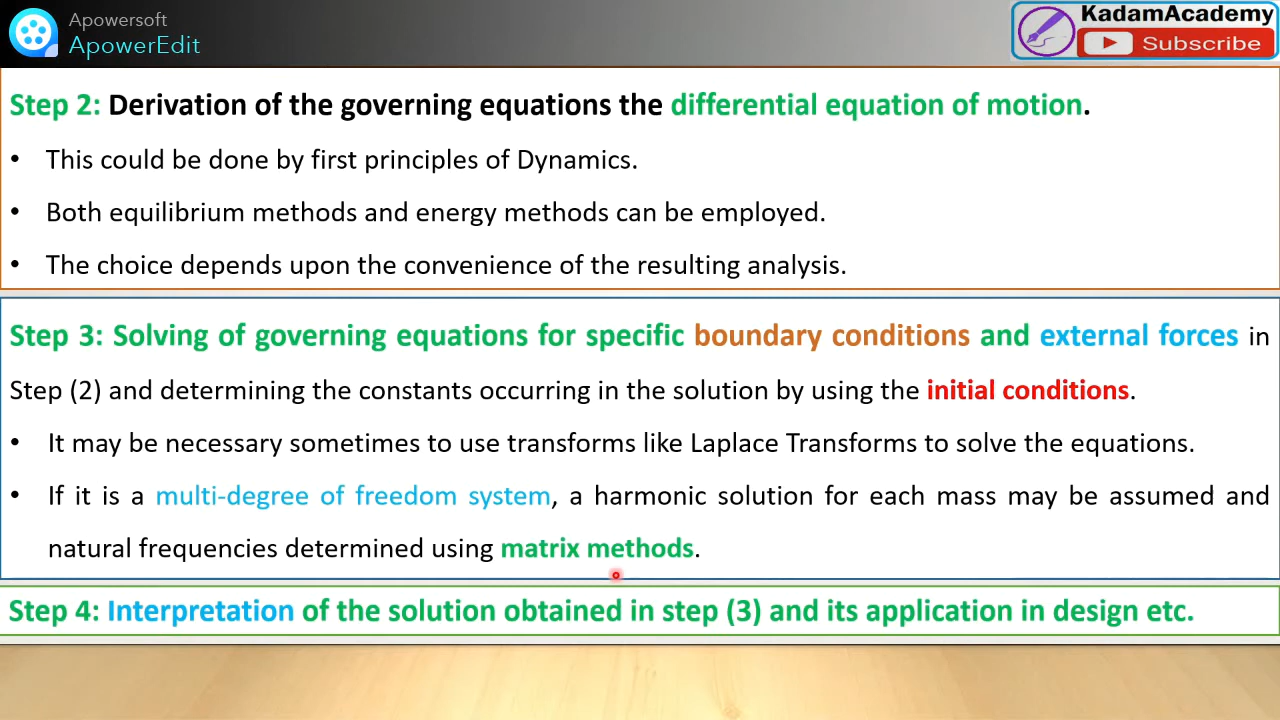 Apowersoft
ApowerEdit
KadamAcademy
Subscribe
Step 2: Derivation of the governing equations the differential equation of motion.
• This could be done by first principles of Dynamics.
• Both equilibrium methods and energy methods can be employed.
• The choice depends upon the convenience of the resulting analysis.
Step 3: Solving of governing equations for specific boundary conditions and external forces in
Step (2) and determining the constants occurring in the solution by using the initial conditions.
• It may be necessary sometimes to use transforms like Laplace Transforms to solve the equations.
• If it is a multi-degree of freedom system, a harmonic solution for each mass may be assumed and
natural frequencies determined using matrix methods.
Step 4: Interpretation of the solution obtained in step (3) and its application in design etc.